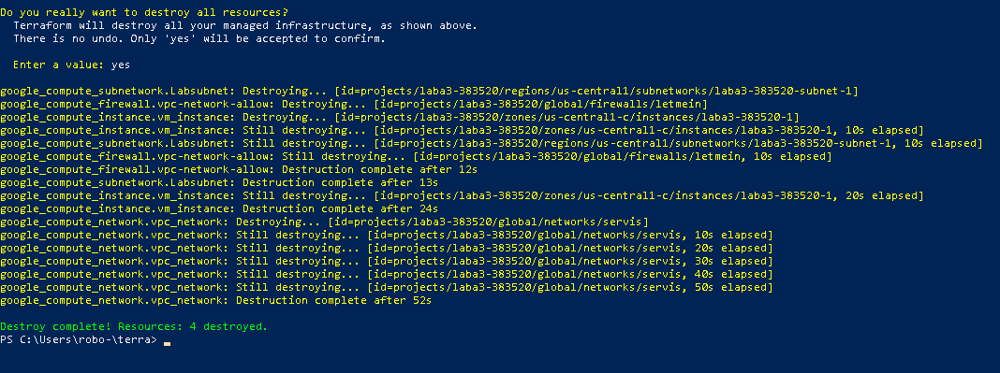 Do you really want to destroy all resources?
  Terraform will destroy all your managed infrastructure, as shown above.
  There is no undo. Only 'yes' will be accepted to confirm.

  Enter a value: yes

google_compute_subnetwork.Labsubnet: Destroying... [id=projects/laba3-383520/regions/us-central1/subnetworks/laba3-383520-subnet-1]
google_compute_firewall.vpc-network-allow: Destroying... [id=projects/laba3-383520/global/firewalls/letmein]
google_compute_instance.vm_instance: Destroying... [id=projects/laba3-383520/zones/us-central1-c/instances/laba3-383520-1]
google_compute_instance.vm_instance: Still destroying... [id=projects/laba3-383520/zones/us-central1-c/instances/laba3-383520-1, 10s elapsed]
google_compute_subnetwork.Labsubnet: Still destroying... [id=projects/laba3-383520/regions/us-central1/subnetworks/laba3-383520-subnet-1, 10s elapsed]
google_compute_firewall.vpc-network-allow: Still destroying... [id=projects/laba3-383520/global/firewalls/letmein, 10s elapsed]
google_compute_firewall.vpc-network-allow: Destruction complete after 12s
google_compute_subnetwork.Labsubnet: Destruction complete after 13s
google_compute_instance.vm_instance: Still destroying... [id=projects/laba3-383520/zones/us-central1-c/instances/laba3-383520-1, 20s elapsed]
google_compute_instance.vm_instance: Destruction complete after 24s
google_compute_network.vpc_network: Destroying... [id=projects/laba3-383520/global/networks/servis]
google_compute_network.vpc_network: Still destroying... [id=projects/laba3-383520/global/networks/servis, 10s elapsed]
google_compute_network.vpc_network: Still destroying... [id=projects/laba3-383520/global/networks/servis, 20s elapsed]
google_compute_network.vpc_network: Still destroying... [id=projects/laba3-383520/global/networks/servis, 30s elapsed]
google_compute_network.vpc_network: Still destroying... [id=projects/laba3-383520/global/networks/servis, 40s elapsed]
google_compute_network.vpc_network: Still destroying... [id=projects/laba3-383520/global/networks/servis, 50s elapsed]
google_compute_network.vpc_network: Destruction complete after 52s

Destroy complete! Resources: 4 destroyed.
PS C:\Users\robo-\terra>